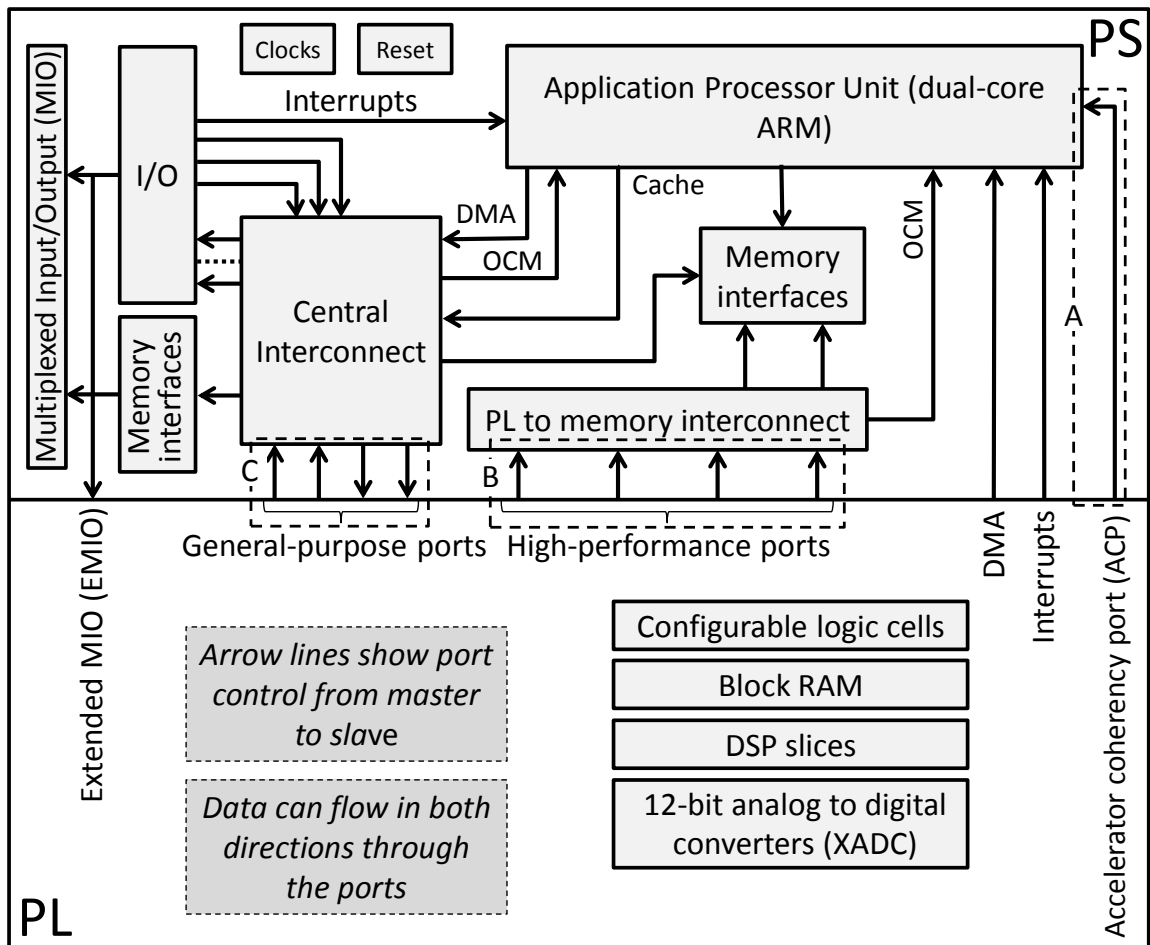 PS
Clocks
Reset
Multiplexed Input/Output (MIO)
I/O
Interrupts
Application Processor Unit (dual-core
ARM)
Cache
DMA
OCM
OCM
A
Memory
interfaces
Central
Interconnect
Memory
interfaces
PL to memory interconnect
C
B
General-purpose ports
High-performance ports
Extended MIO (EMIO)
DMA
Interrupts
Accelerator coherency port (ACP)
Arrow lines show port
control from master
to slave
Data can flow in both
directions through
the ports
Configurable logic cells
Block RAM
DSP slices
12-bit analog to digital
converters (XADC)
PL